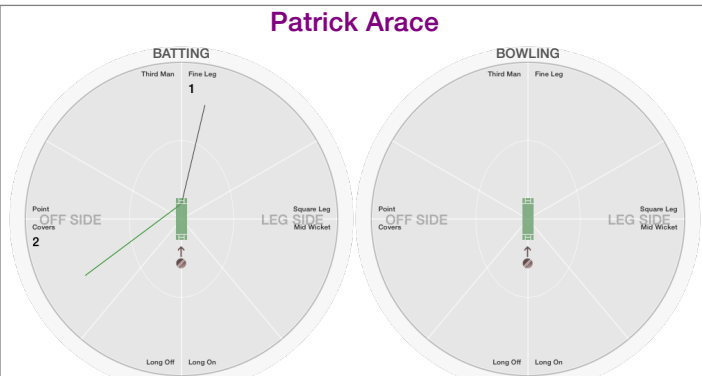 Patrick Arace
BATTING
Third Man Fine Leg
1
Point
OFF SIDE
Covers
2
Square Leg
LEG SIDE
Mid Wicket
Long Off Long On
BOWLING
Third Man Fine Leg
Point
OFF SIDE
Covers
Square Leg
LEG SIDE
Mid Wicket
Long Off Long On